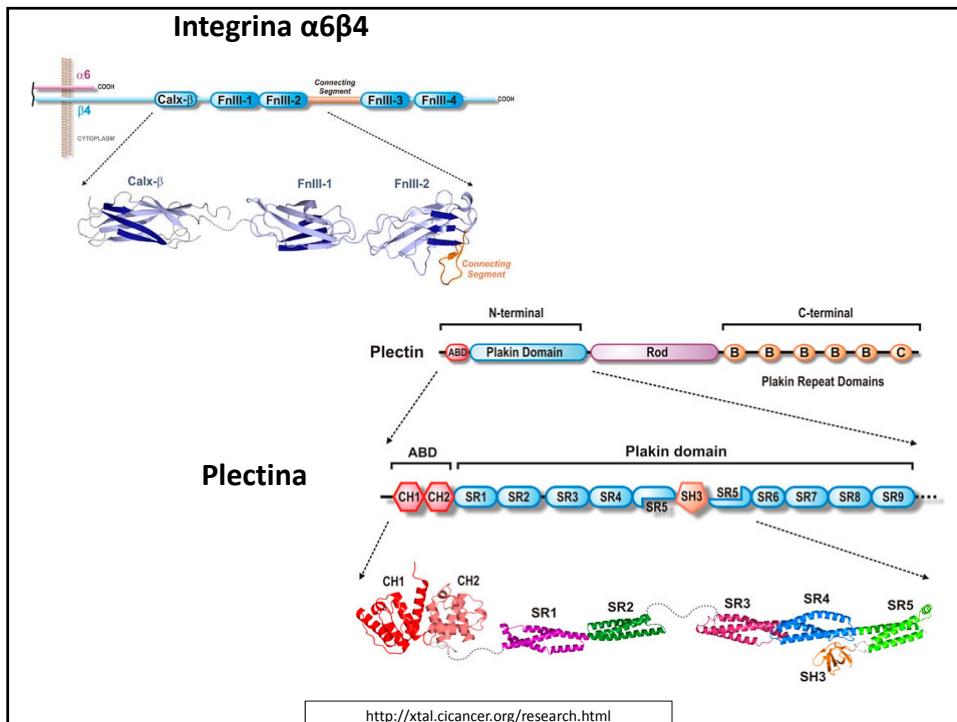 Integrina α6β4
α6
COOH
β4
CYTOPLASM
Calx-β
FnIII-1
FnIII-2
Connecting
Segment
FnIII-3
FnIII-4
COOH
Calx-β
FnIII-1
FnIII-2
Connecting
Segment
N-terminal
C-terminal
Plectin
ABD
Plakin Domain
Rod
B
B
B
B
B
C
Plakin Repeat Domains
Plectina
ABD
Plakin domain
CH1
CH2
SR1
SR2
SR3
SR4
SR5
SH3
SR5
SR6
SR7
SR8
SR9
CH1
CH2
SR1
SR2
SR3
SR4
SR5
SH3
http://xtal.cicancer.org/research.html